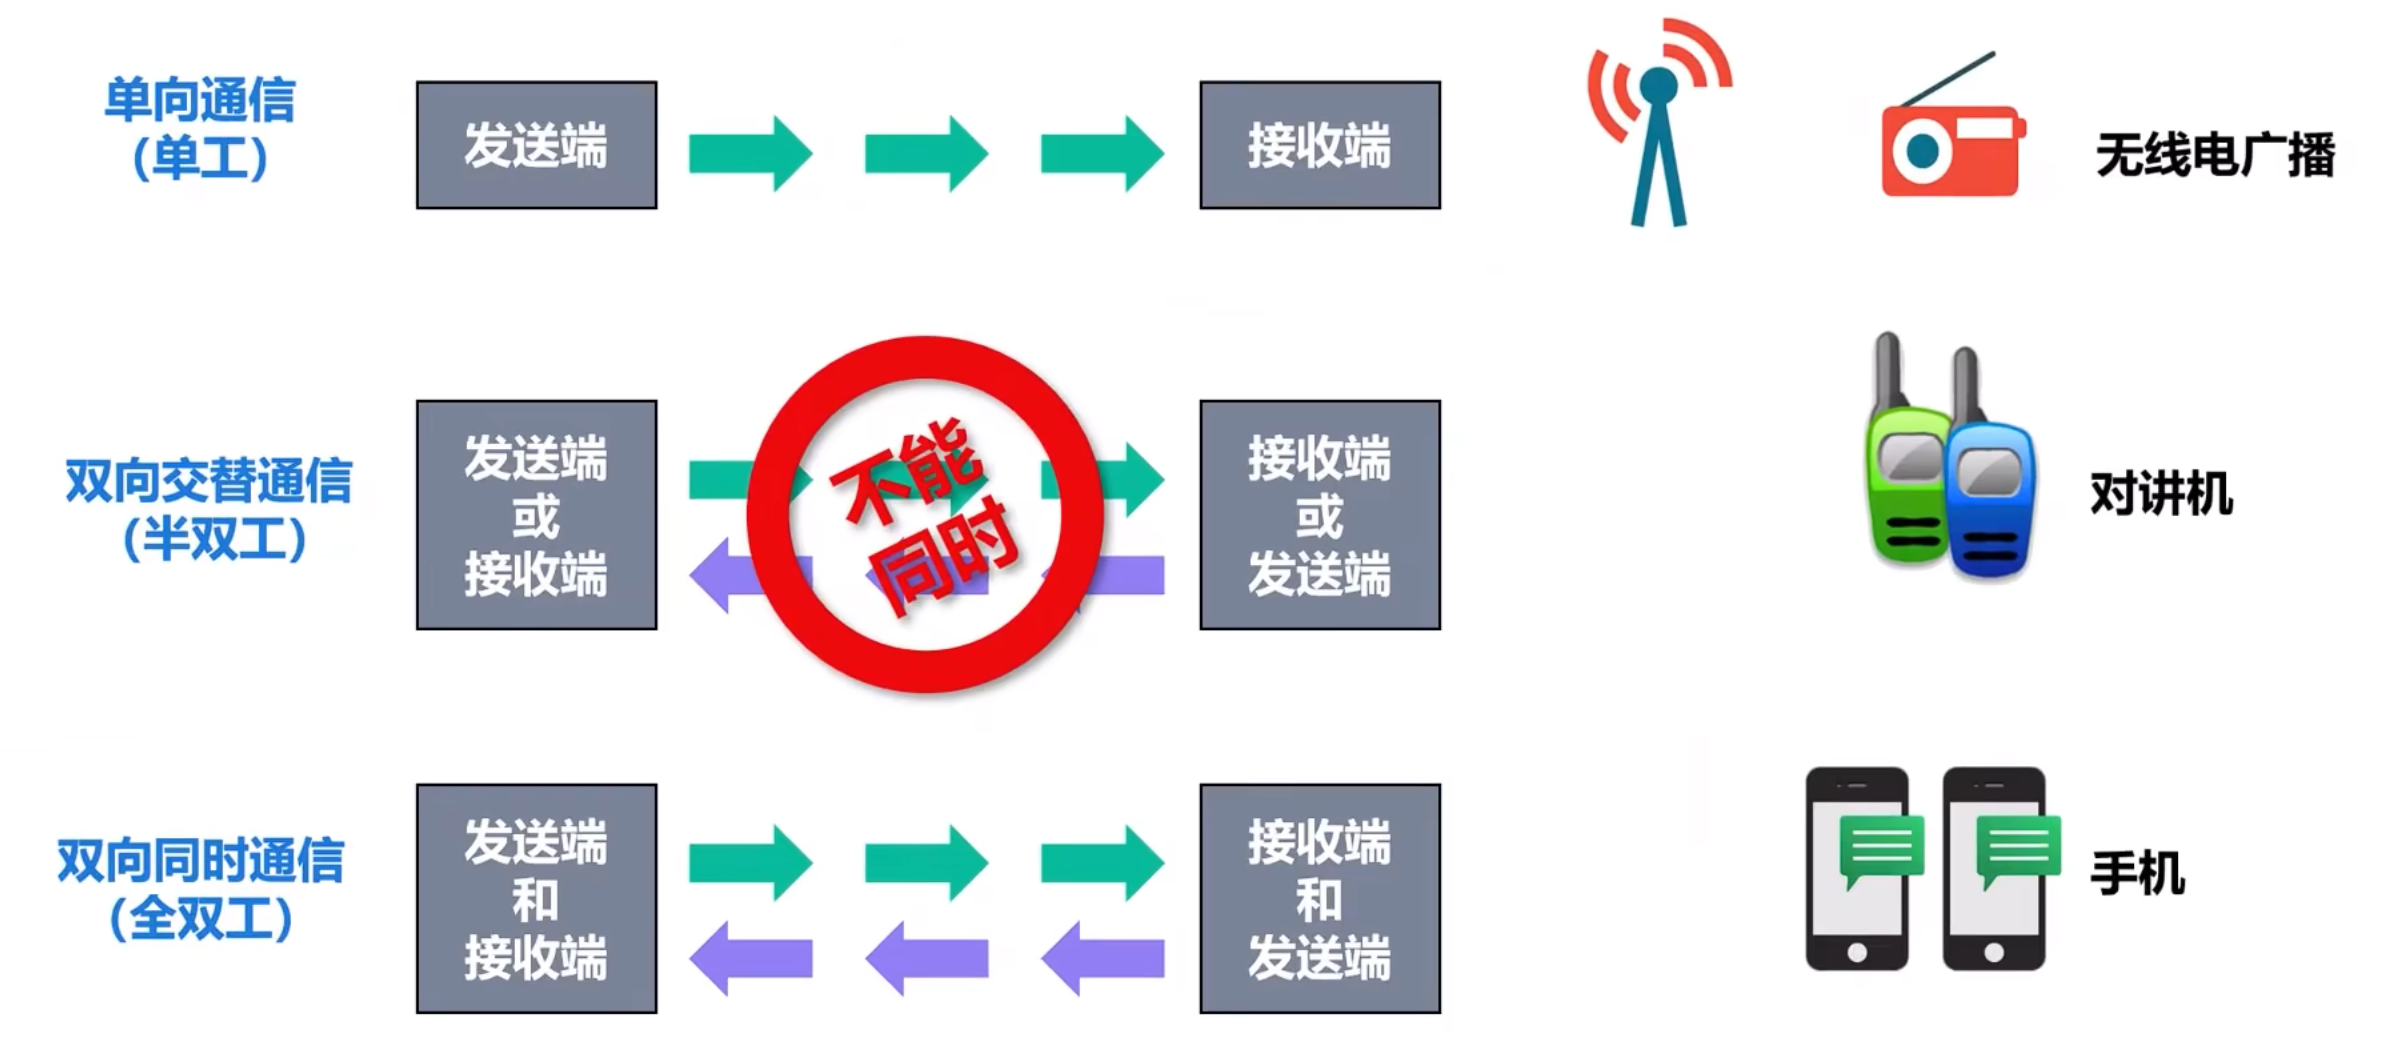 单向通信
（单工）
发送端
接收端
无线电广播
双向交替通信
（半双工）
发送端
或
接收端
不能
同时
接收端
或
发送端
对讲机
双向同时通信
（全双工）
发送端
和
接收端
接收端
和
发送端
手机